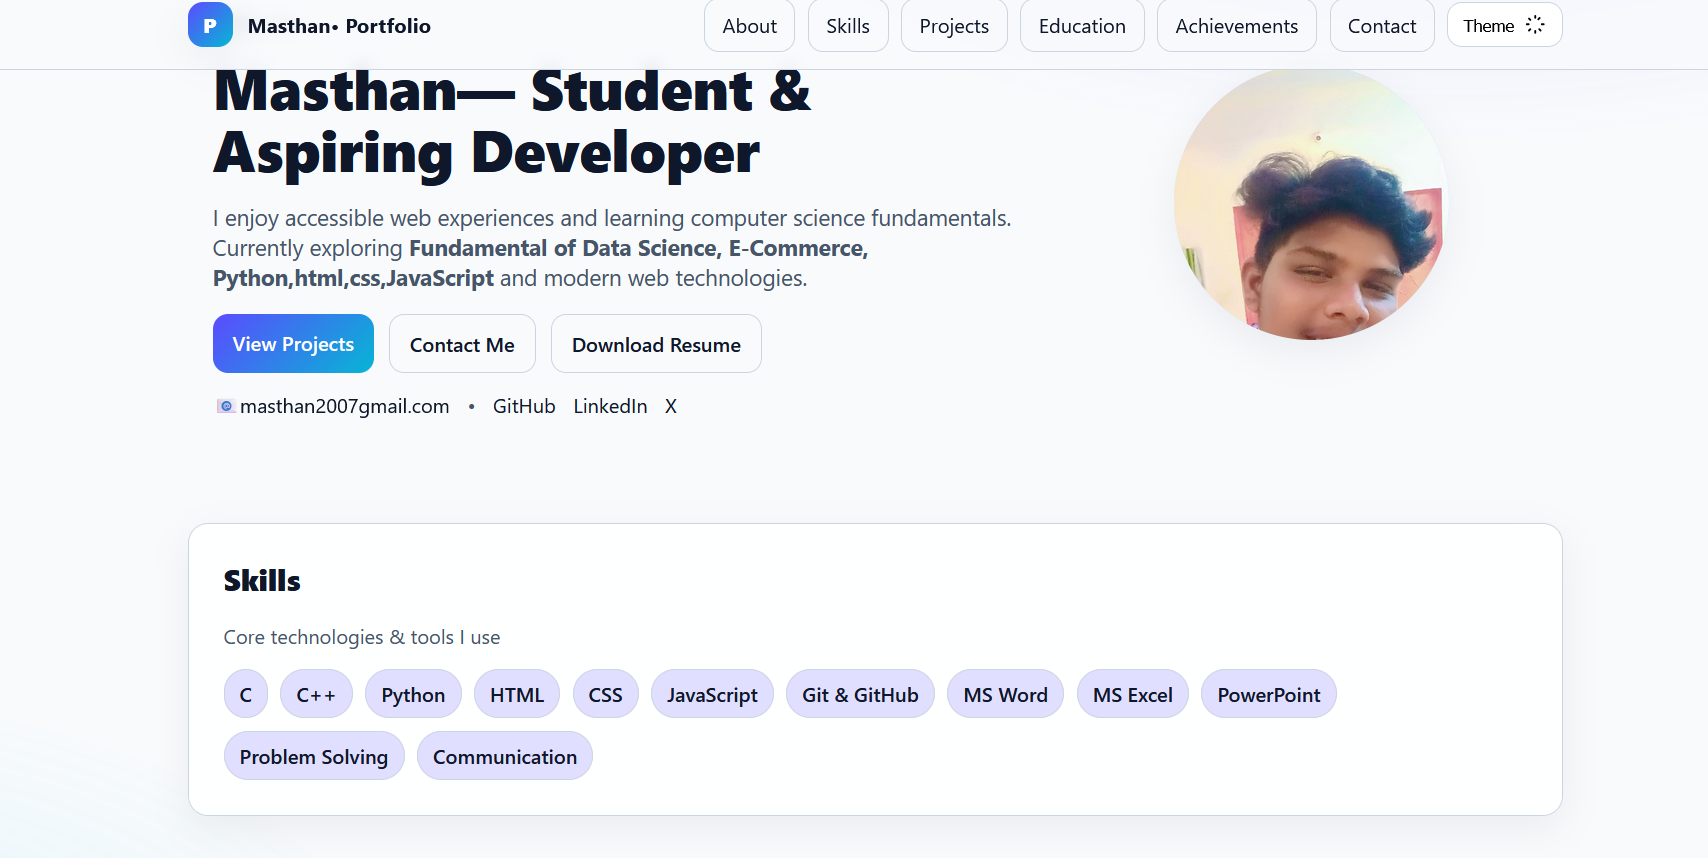 P Masthan• Portfolio About Skills Projects Education Achievements Contact Theme
Masthan— Student &
Aspiring Developer
I enjoy accessible web experiences and learning computer science fundamentals.
Currently exploring Fundamental of Data Science, E-Commerce,
Python,html,css,JavaScript and modern web technologies.
View Projects Contact Me Download Resume
masthan2007gmail.com • GitHub LinkedIn X
Skills
Core technologies & tools I use
C C++ Python HTML CSS JavaScript Git & GitHub MS Word MS Excel PowerPoint
Problem Solving Communication